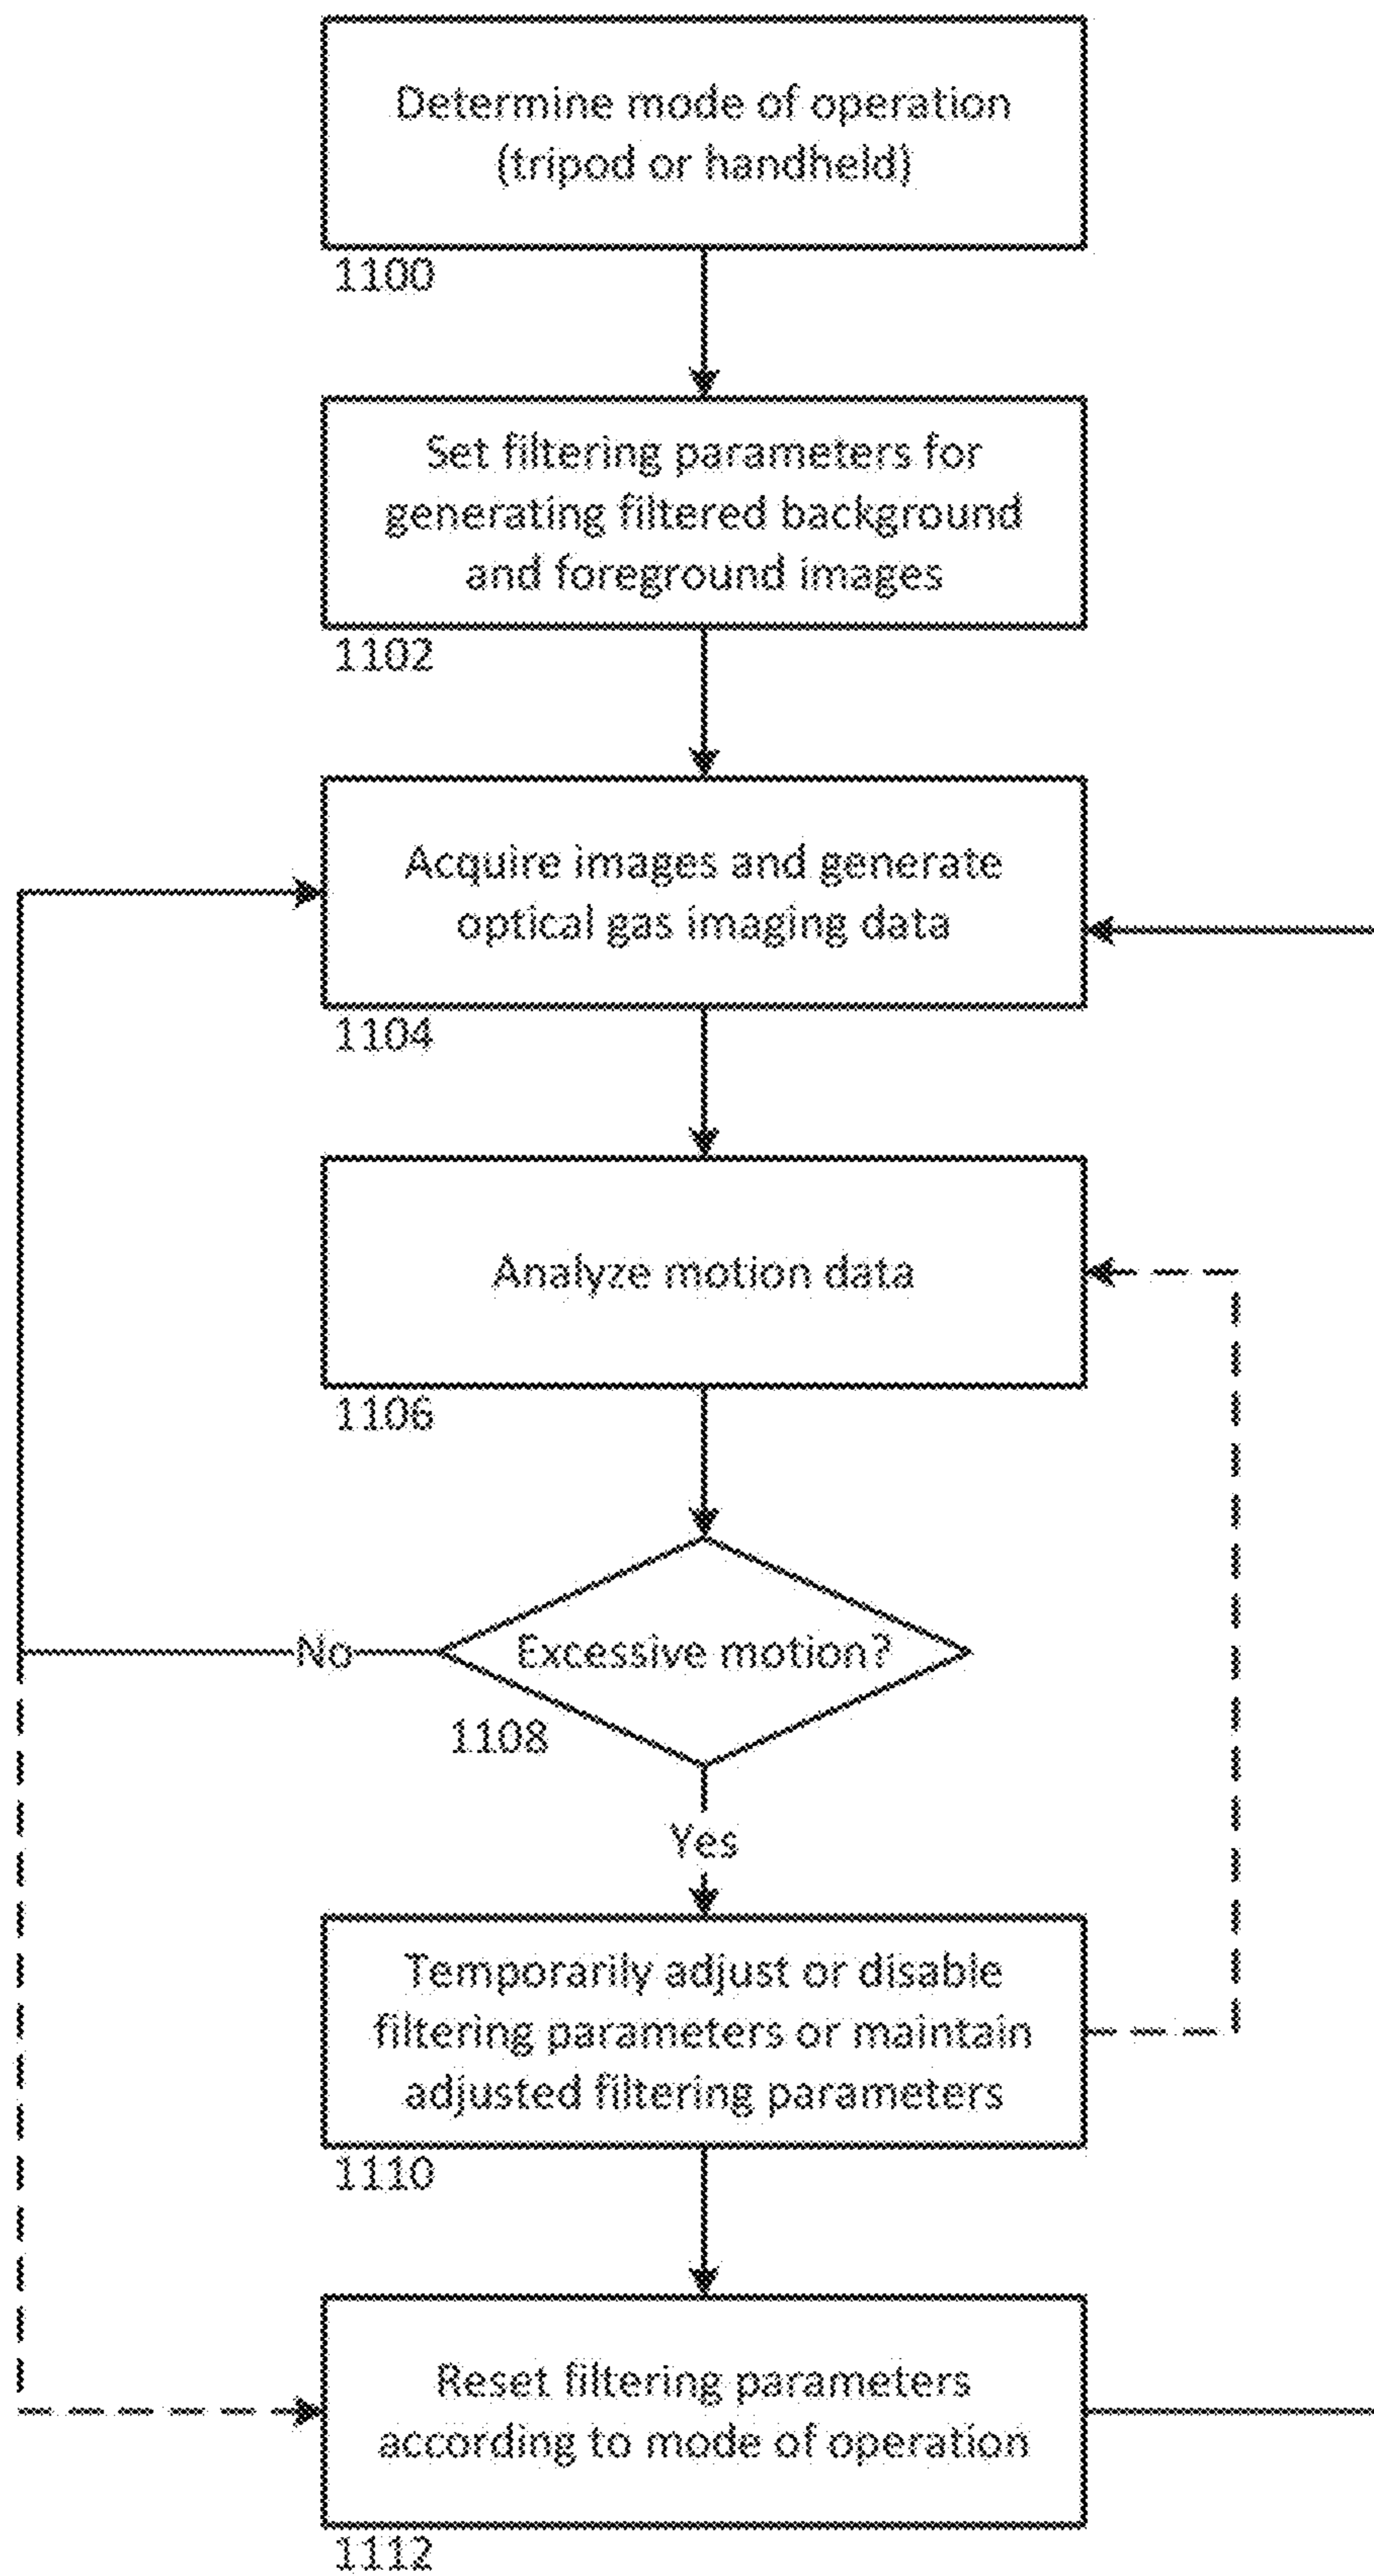 Determine mode of operation
(tripod or handheld)
1100
Set filtering parameters for
generating filtered background
and foreground images
1102
Acquire images and generate
optical gas imaging data
1104
Analyze motion data
1106
Excessive motion?
No
1108
Yes
Temporarily adjust or disable
filtering parameters or maintain
adjusted filtering parameters
1110
Reset filtering parameters
according to mode of operation
1112